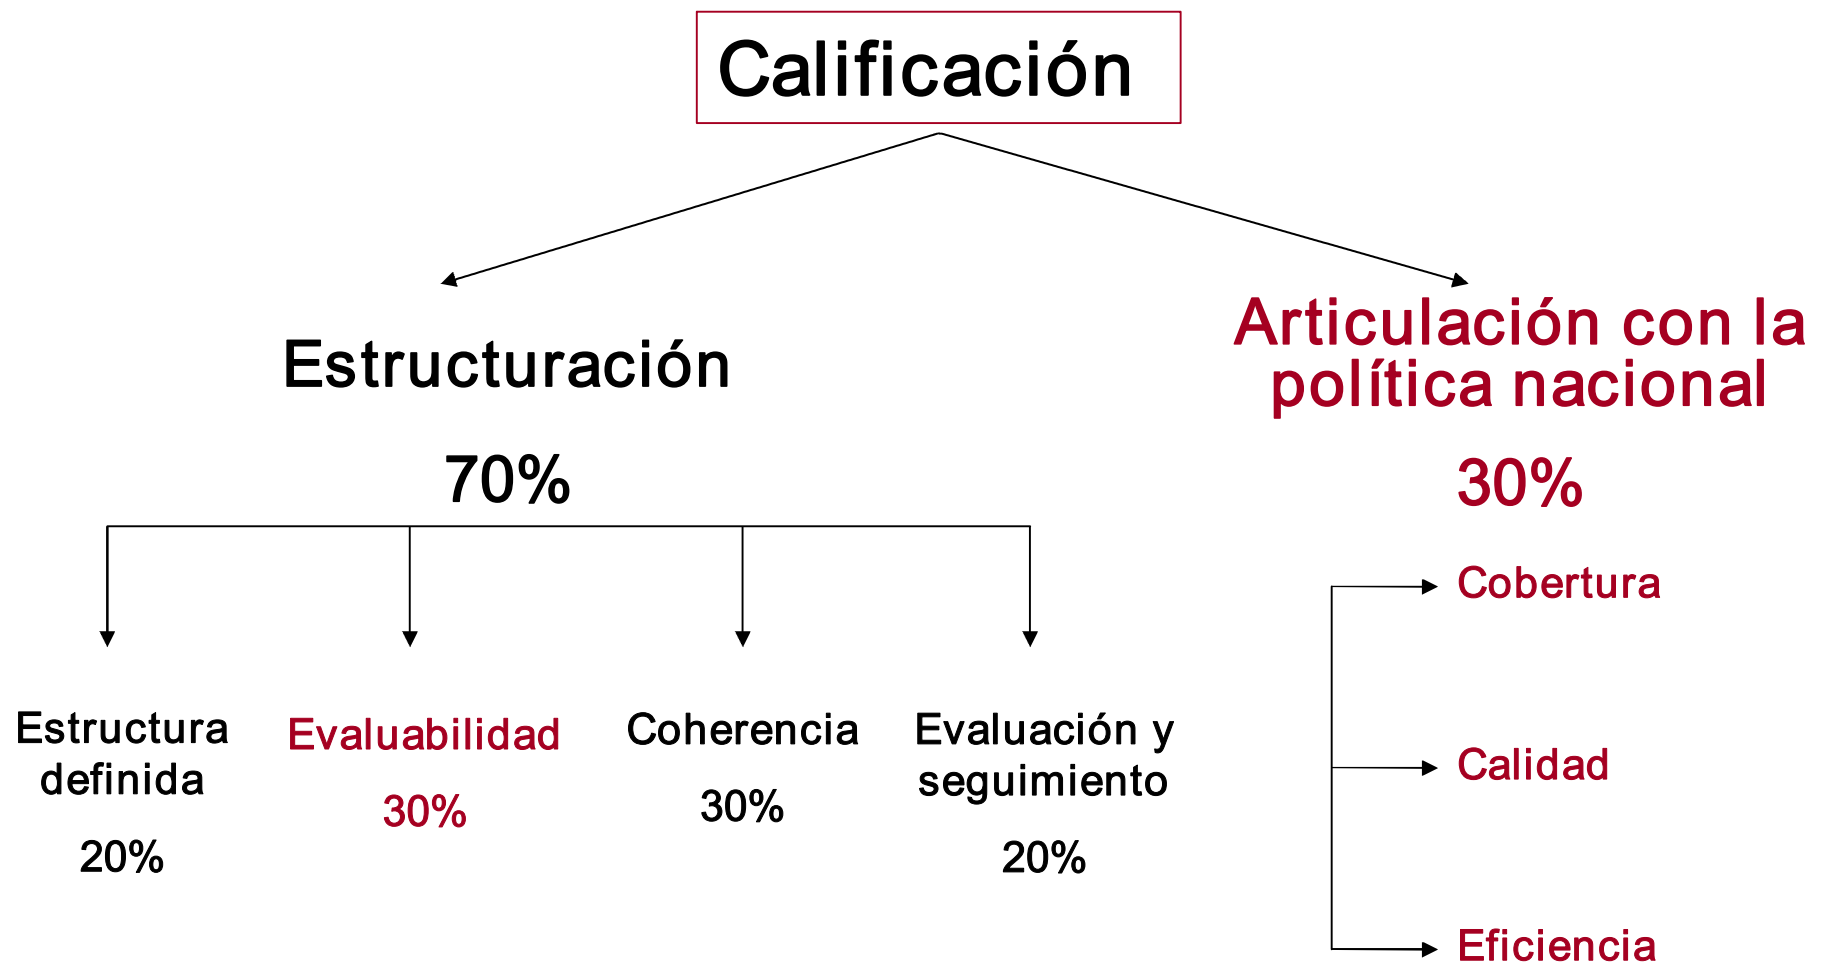 Calificación
Estructuración
70%
Articulación con la
política nacional
30%
Estructura
definida
20%
Evaluabilidad
30%
Coherencia
30%
Evaluación y
seguimiento
20%
Cobertura
Calidad
Eficiencia